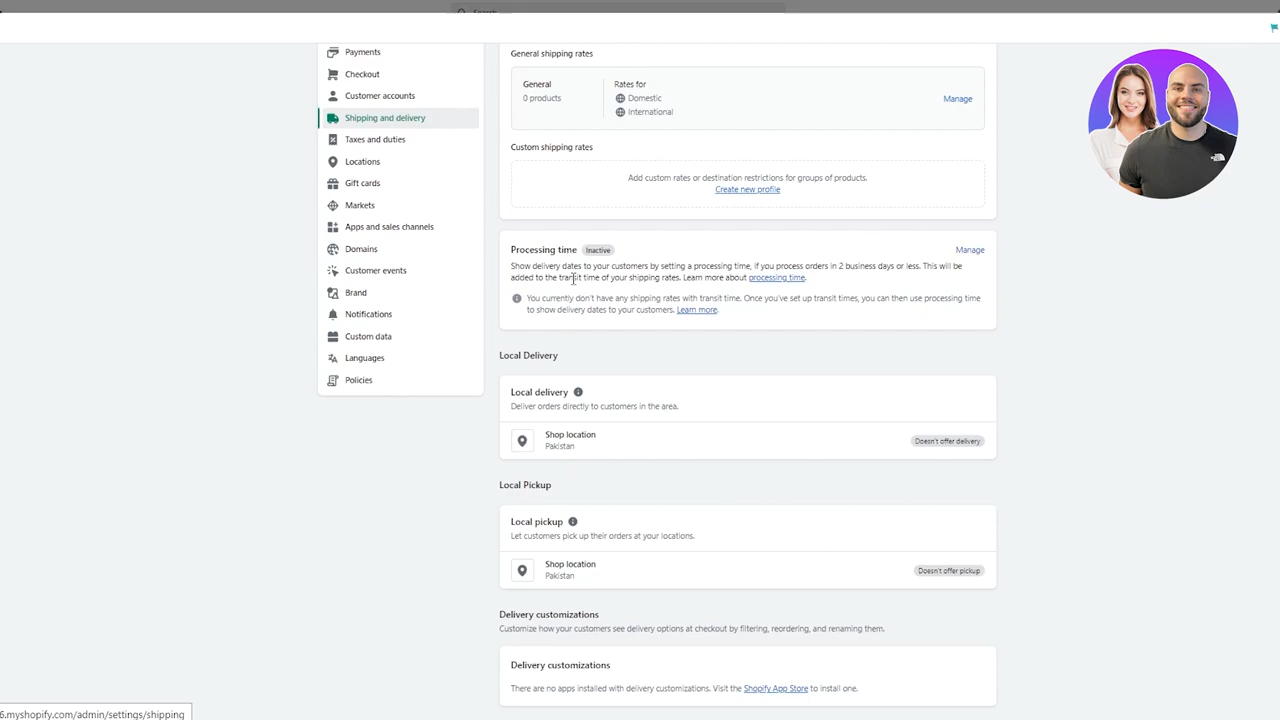 Search
Payments
Checkout
Customer accounts
Shipping and delivery
Taxes and duties
Locations
Gift cards
Markets
Apps and sales channels
Domains
Customer events
Brand
Notifications
Custom data
Languages
Policies
General shipping rates
General
0 products
Rates for
Domestic
International
Manage
Custom shipping rates
Add custom rates or destination restrictions for groups of products.
Create new profile
Processing time Inactive
Manage
Show delivery dates to your customers by setting a processing time, if you process orders in 2 business days or less. This will be
added to the transit time of your shipping rates. Learn more about processing time.
You currently don't have any shipping rates with transit time. Once you've set up transit times, you can then use processing time
to show delivery dates to your customers. Learn more.
Local Delivery
Local delivery
Deliver orders directly to customers in the area.
Shop location
Pakistan
Doesn't offer delivery
Local Pickup
Local pickup
Let customers pick up their orders at your locations.
Shop location
Pakistan
Doesn't offer pickup
Delivery customizations
Customize how your customers see delivery options at checkout by filtering, reordering, and renaming them.
Delivery customizations
There are no apps installed with delivery customizations. Visit the Shopify App Store to install one.
6.myshopify.com/admin/settings/shipping